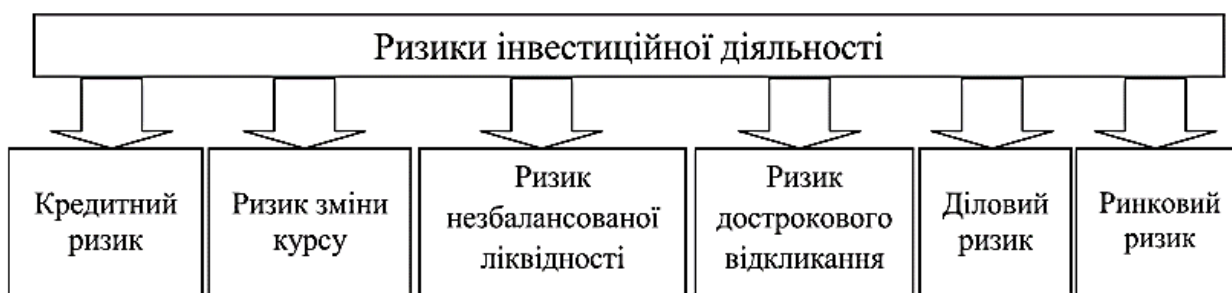 Ризики інвестиційної діяльності
Кредитний
ризик
Ризик зміни
курсу
Ризик
незбалансованої
ліквідності
Ризик
дострокового
відкликання
Діловий
ризик
Ринковий
ризик